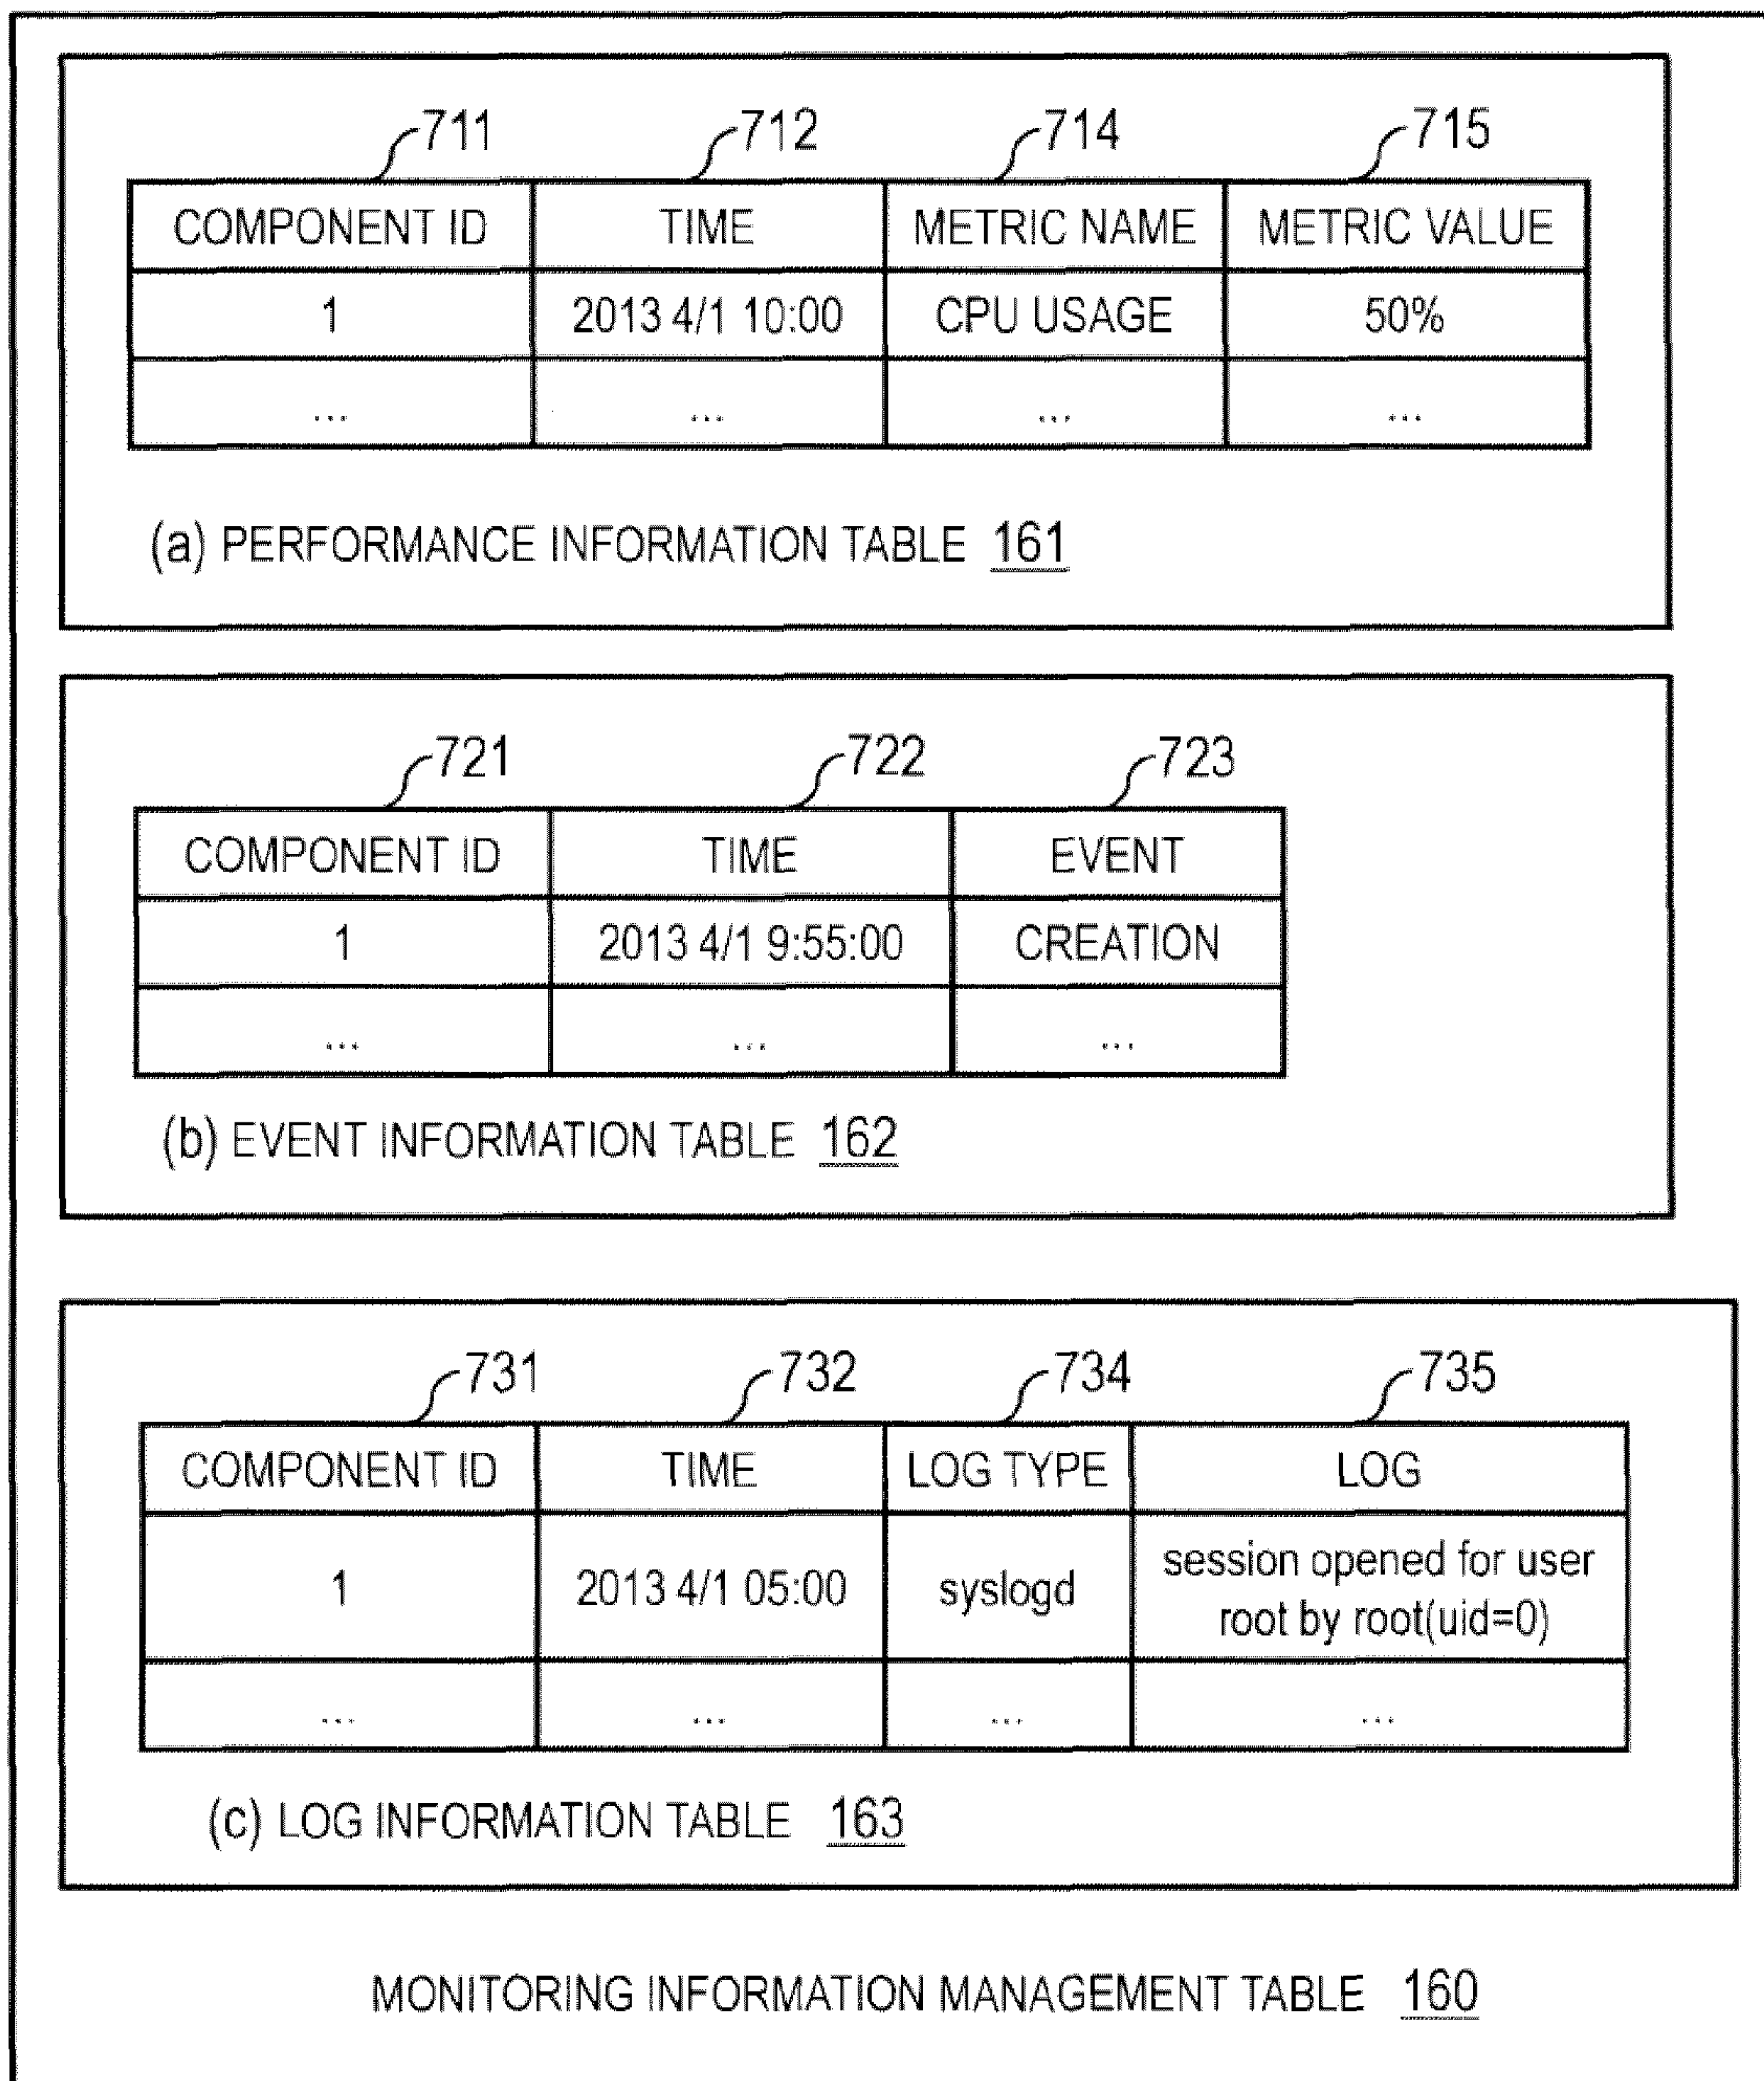 711 712 714 715
COMPONENT ID TIME METRIC NAME METRIC VALUE
1 2013 4/1 10:00 CPU USAGE 50%
... ... ... ...
(a) PERFORMANCE INFORMATION TABLE 161
721 722 723
COMPONENT ID TIME EVENT
1 2013 4/1 9:55:00 CREATION
... ... ...
(b) EVENT INFORMATION TABLE 162
731 732 734 735
COMPONENT ID TIME LOG TYPE LOG
1 2013 4/1 05:00 syslogd session opened for user
root by root(uid=0)
... ... ... ...
(c) LOG INFORMATION TABLE 163
MONITORING INFORMATION MANAGEMENT TABLE 160